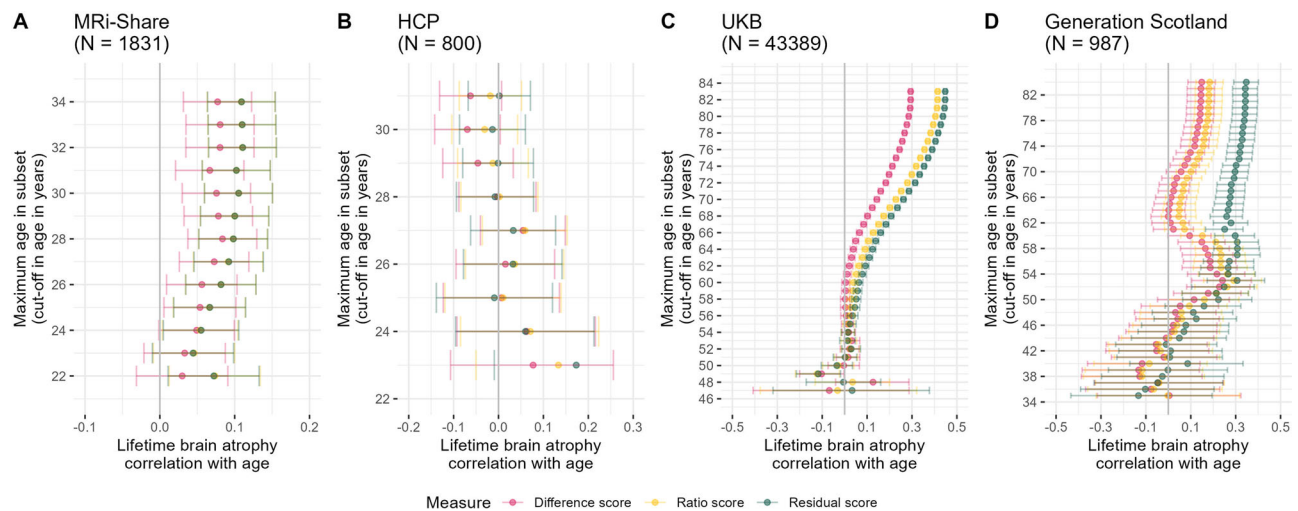 A
MRi-Share
(N = 1831)
Maximum age in subset
(cut-off in age in years)
34
32
30
28
26
24
22
-0.1
0.0
0.1
0.2
Lifetime brain atrophy
correlation with age
B
HCP
(N = 800)
Maximum age in subset
(cut-off in age in years)
30
28
26
24
22
-0.2
-0.1
0.0
0.1
0.2
0.3
Lifetime brain atrophy
correlation with age
C
UKB
(N = 43389)
Maximum age in subset
(cut-off in age in years)
84
82
80
78
76
74
72
70
68
66
64
62
60
58
56
54
52
50
48
46
-0.5
-0.3
-0.1
0.1
0.3
0.5
Lifetime brain atrophy
correlation with age
D
Generation Scotland
(N = 987)
Maximum age in subset
(cut-off in age in years)
82
78
74
70
66
62
58
54
50
46
42
38
34
-0.5
-0.3
-0.1
0.1
0.3
0.5
Lifetime brain atrophy
correlation with age
Measure Difference score Ratio score Residual score